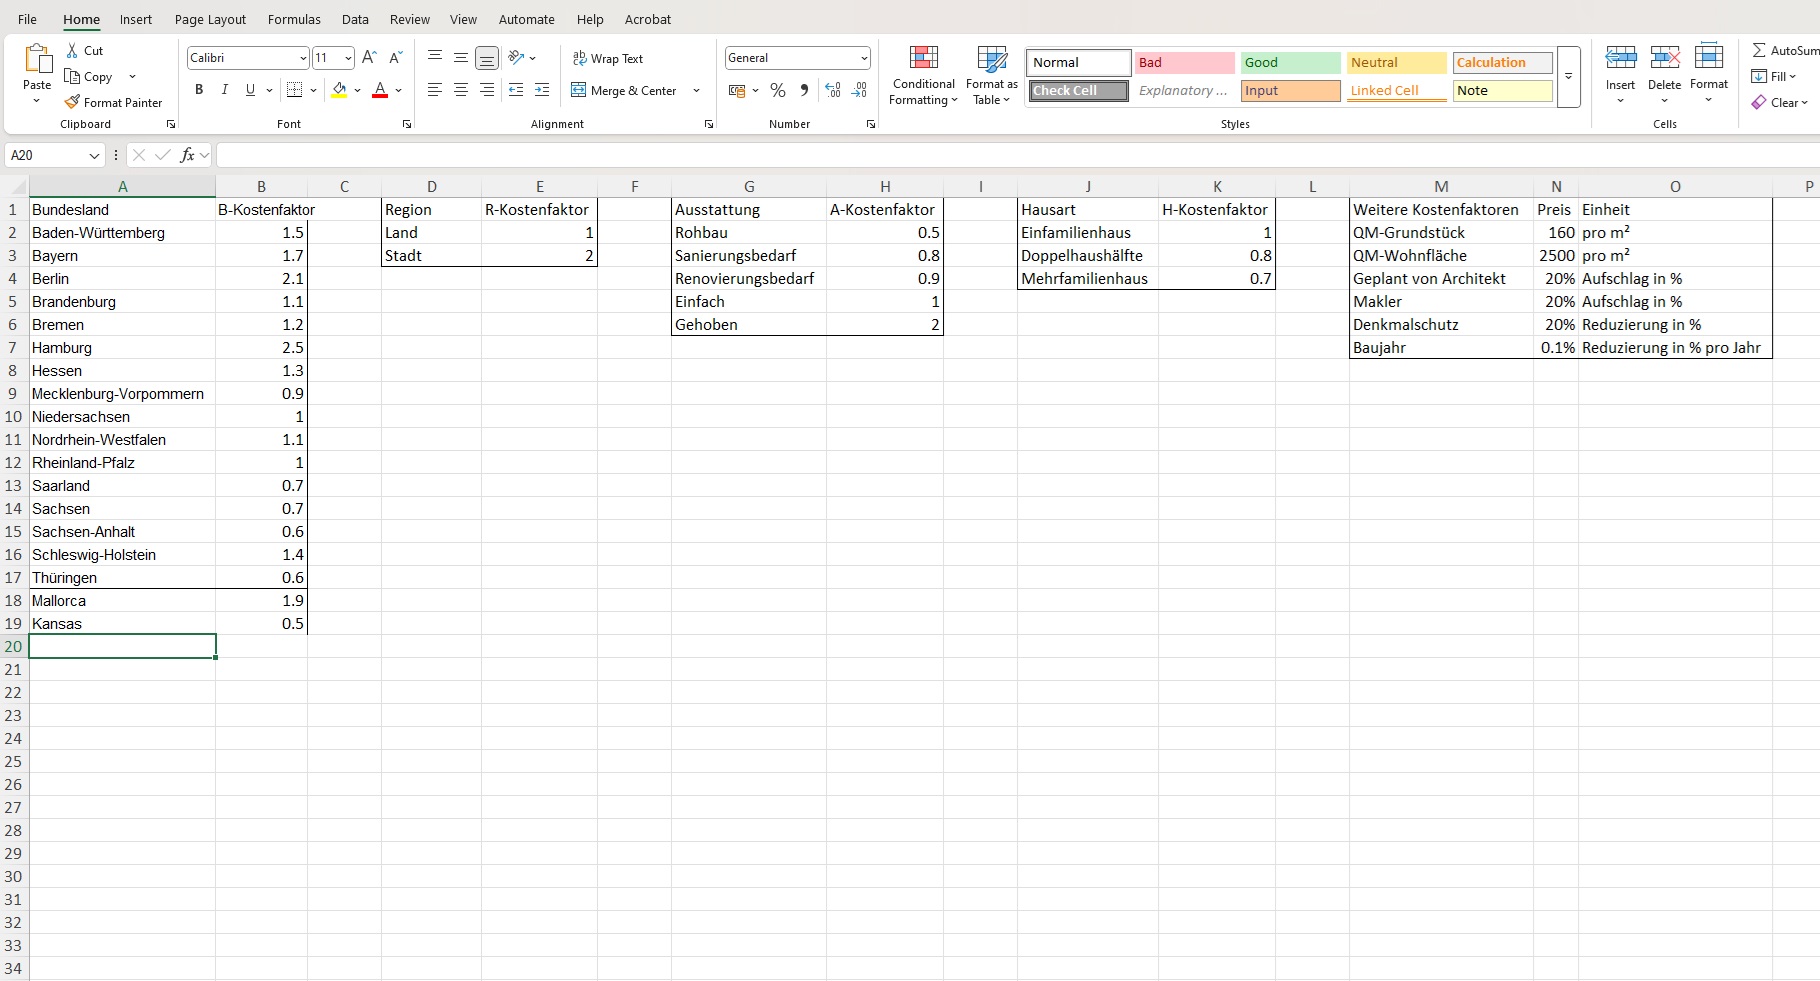 File Home Insert Page Layout Formulas Data Review View Automate Help Acrobat
Paste Cut Copy Format Painter Clipboard
Calibri 11 A^ A˅ B I U A Font
ab Wrap Text Merge & Center Alignment
General % , .00 Number
Conditional Formatting Format as Table
Normal Bad Good Neutral Calculation
Check Cell Explanatory ... Input Linked Cell Note
Styles
Insert Delete Format Cells
AutoSum
Fill
Clear
A20 fx
A B C D E F G H I J K L M N O P
1 Bundesland B-Kostenfaktor Region R-Kostenfaktor Ausstattung A-Kostenfaktor Hausart H-Kostenfaktor Weitere Kostenfaktoren Preis Einheit
2 Baden-Württemberg 1.5 Land 1 Rohbau 0.5 Einfamilienhaus 1 QM-Grundstück 160 pro m²
3 Bayern 1.7 Stadt 2 Sanierungsbedarf 0.8 Doppelhaushälfte 0.8 QM-Wohnfläche 2500 pro m²
4 Berlin 2.1 Renovierungsbedarf 0.9 Mehrfamilienhaus 0.7 Geplant von Architekt 20% Aufschlag in %
5 Brandenburg 1.1 Einfach 1 Makler 20% Aufschlag in %
6 Bremen 1.2 Gehoben 2 Denkmalschutz 20% Reduzierung in %
7 Hamburg 2.5 Baujahr 0.1% Reduzierung in % pro Jahr
8 Hessen 1.3
9 Mecklenburg-Vorpommern 0.9
10 Niedersachsen 1
11 Nordrhein-Westfalen 1.1
12 Rheinland-Pfalz 1
13 Saarland 0.7
14 Sachsen 0.7
15 Sachsen-Anhalt 0.6
16 Schleswig-Holstein 1.4
17 Thüringen 0.6
18 Mallorca 1.9
19 Kansas 0.5
20
21
22
23
24
25
26
27
28
29
30
31
32
33
34